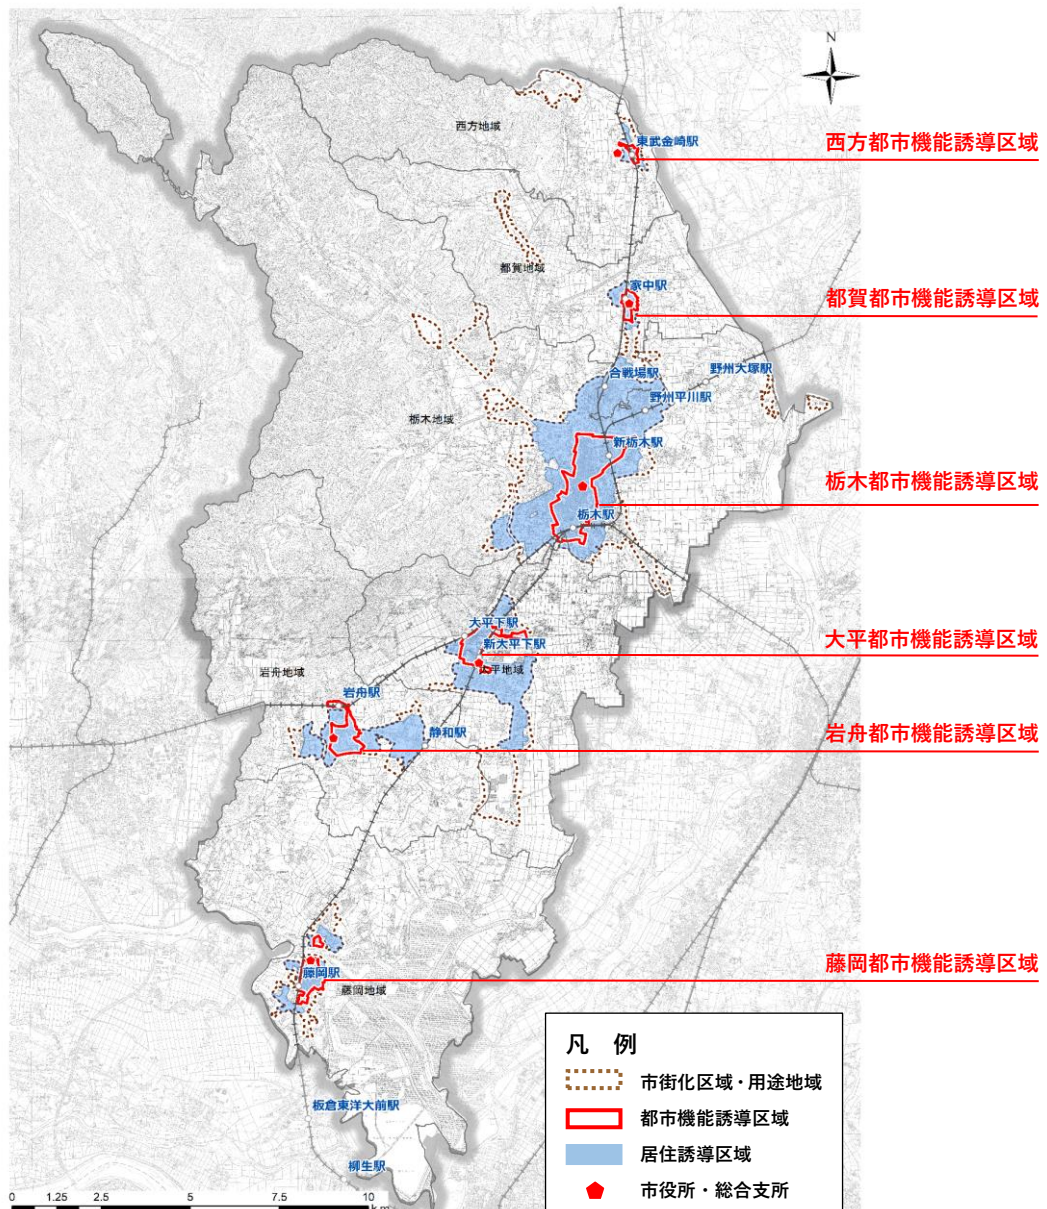 N
西方地域
東武金崎駅
西方都市機能誘導区域
都賀地域
家中駅
都賀都市機能誘導区域
合戦場駅
野州大塚駅
野州平川駅
栃木地域
新栃木駅
栃木都市機能誘導区域
栃木駅
大平下駅
新大平下駅
大平都市機能誘導区域
大平地域
岩舟地域
岩舟駅
静和駅
岩舟都市機能誘導区域
藤岡都市機能誘導区域
藤岡駅
藤岡地域
凡 例
市街化区域・用途地域
都市機能誘導区域
居住誘導区域
市役所・総合支所
板倉東洋大前駅
柳生駅
0 1.25 2.5 5 7.5 10
km